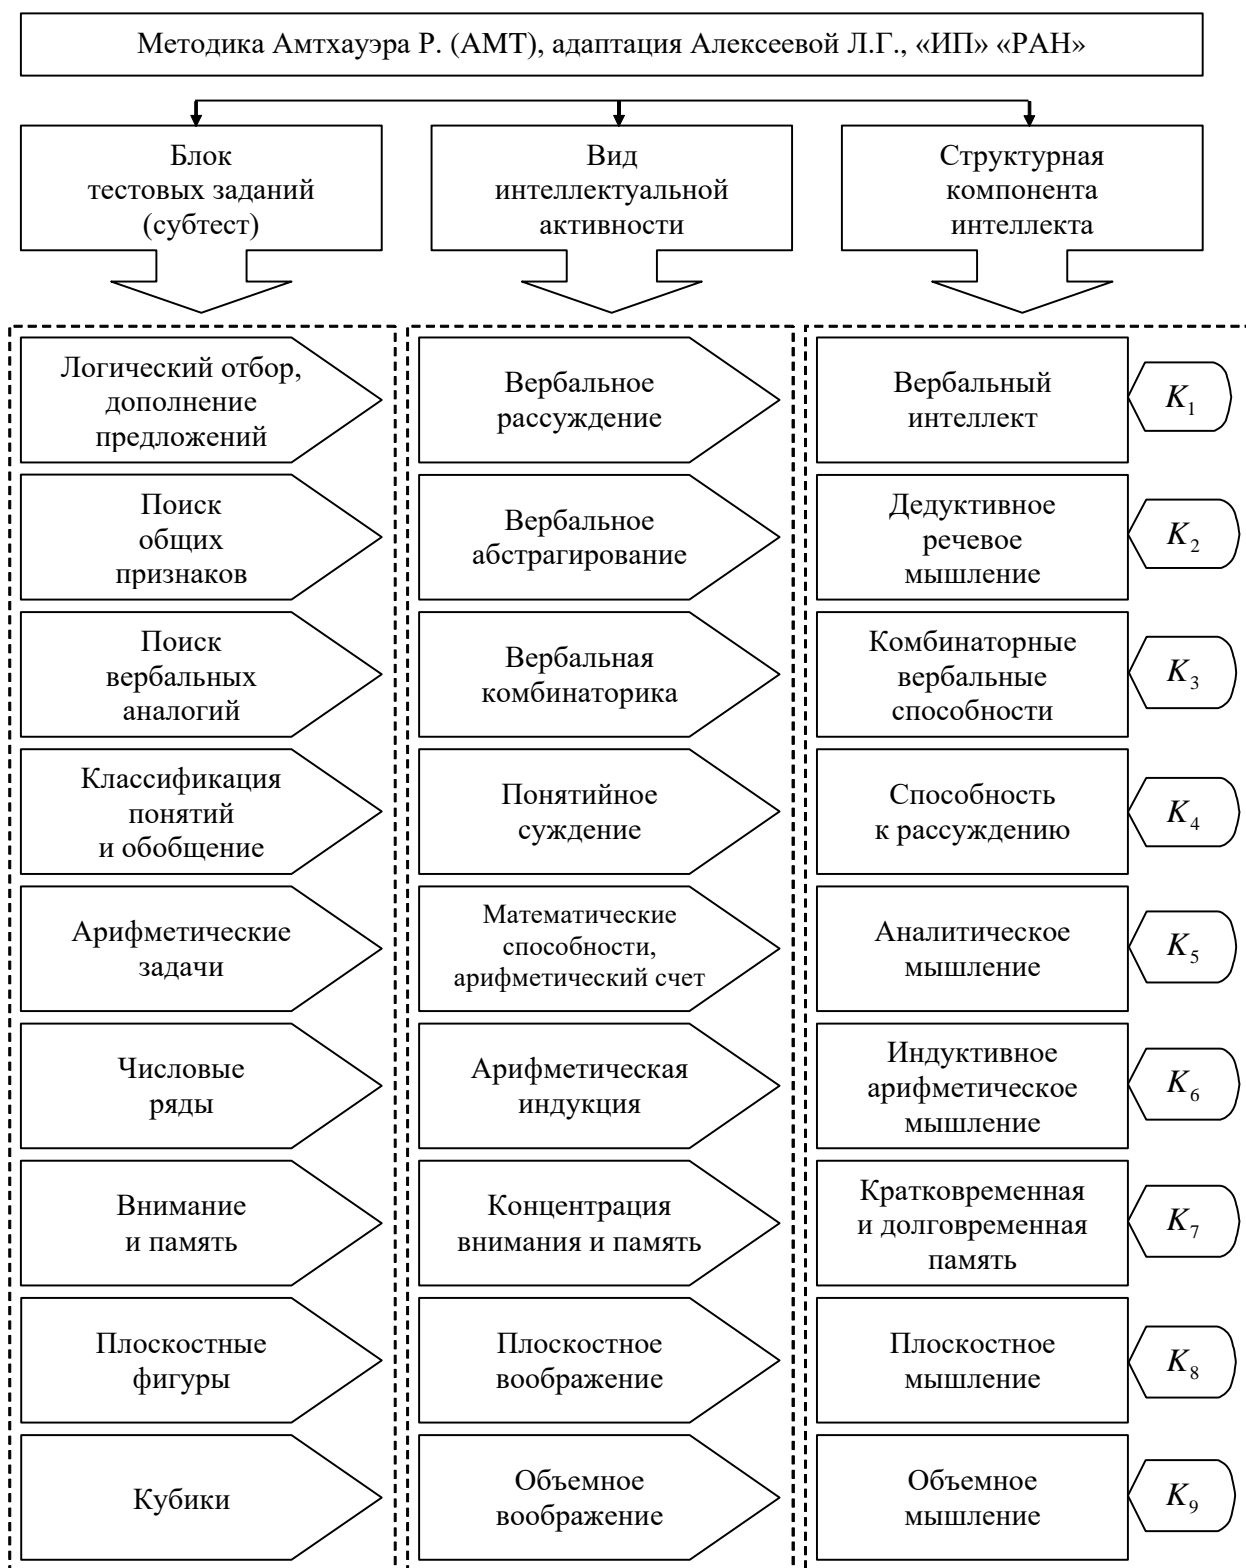 Методика Амтхауэра Р. (АМТ), адаптация Алексеевой Л.Г., «ИП» «РАН»
Блок
тестовых заданий
(субтест)
Вид
интеллектуальной
активности
Структурная
компонента
интеллекта
Логический отбор,
дополнение
предложений
Вербальное
рассуждение
Вербальный
интеллект
K1
Поиск
общих
признаков
Вербальное
абстрагирование
Дедуктивное
речевое
мышление
K2
Поиск
вербальных
аналогий
Вербальная
комбинаторика
Комбинаторные
вербальные
способности
K3
Классификация
понятий
и обобщение
Понятийное
суждение
Способность
к рассуждению
K4
Арифметические
задачи
Математические
способности,
арифметический счет
Аналитическое
мышление
K5
Числовые
ряды
Арифметическая
индукция
Индуктивное
арифметическое
мышление
K6
Внимание
и память
Концентрация
внимания и память
Кратковременная
и долговременная
память
K7
Плоскостные
фигуры
Плоскостное
воображение
Плоскостное
мышление
K8
Кубики
Объемное
воображение
Объемное
мышление
K9